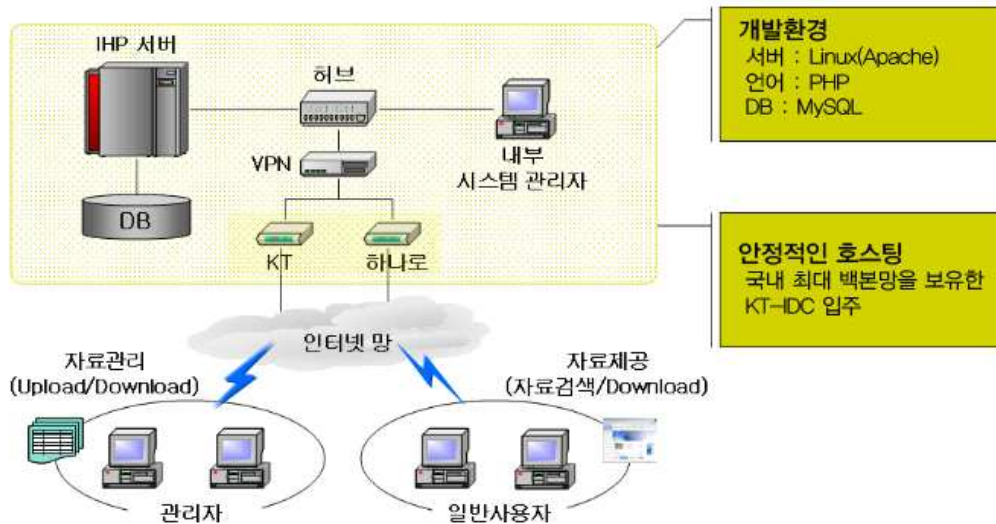 IHP 서버
허브
VPN
내부
시스템 관리자
DB
KT
하나로
인터넷 망
자료관리
(Upload/Download)
자료제공
(자료검색/Download)
관리자
일반사용자
개발환경
서버 : Linux(Apache)
언어 : PHP
DB : MySQL
안정적인 호스팅
국내 최대 백본망을 보유한
KT-IDC 입주